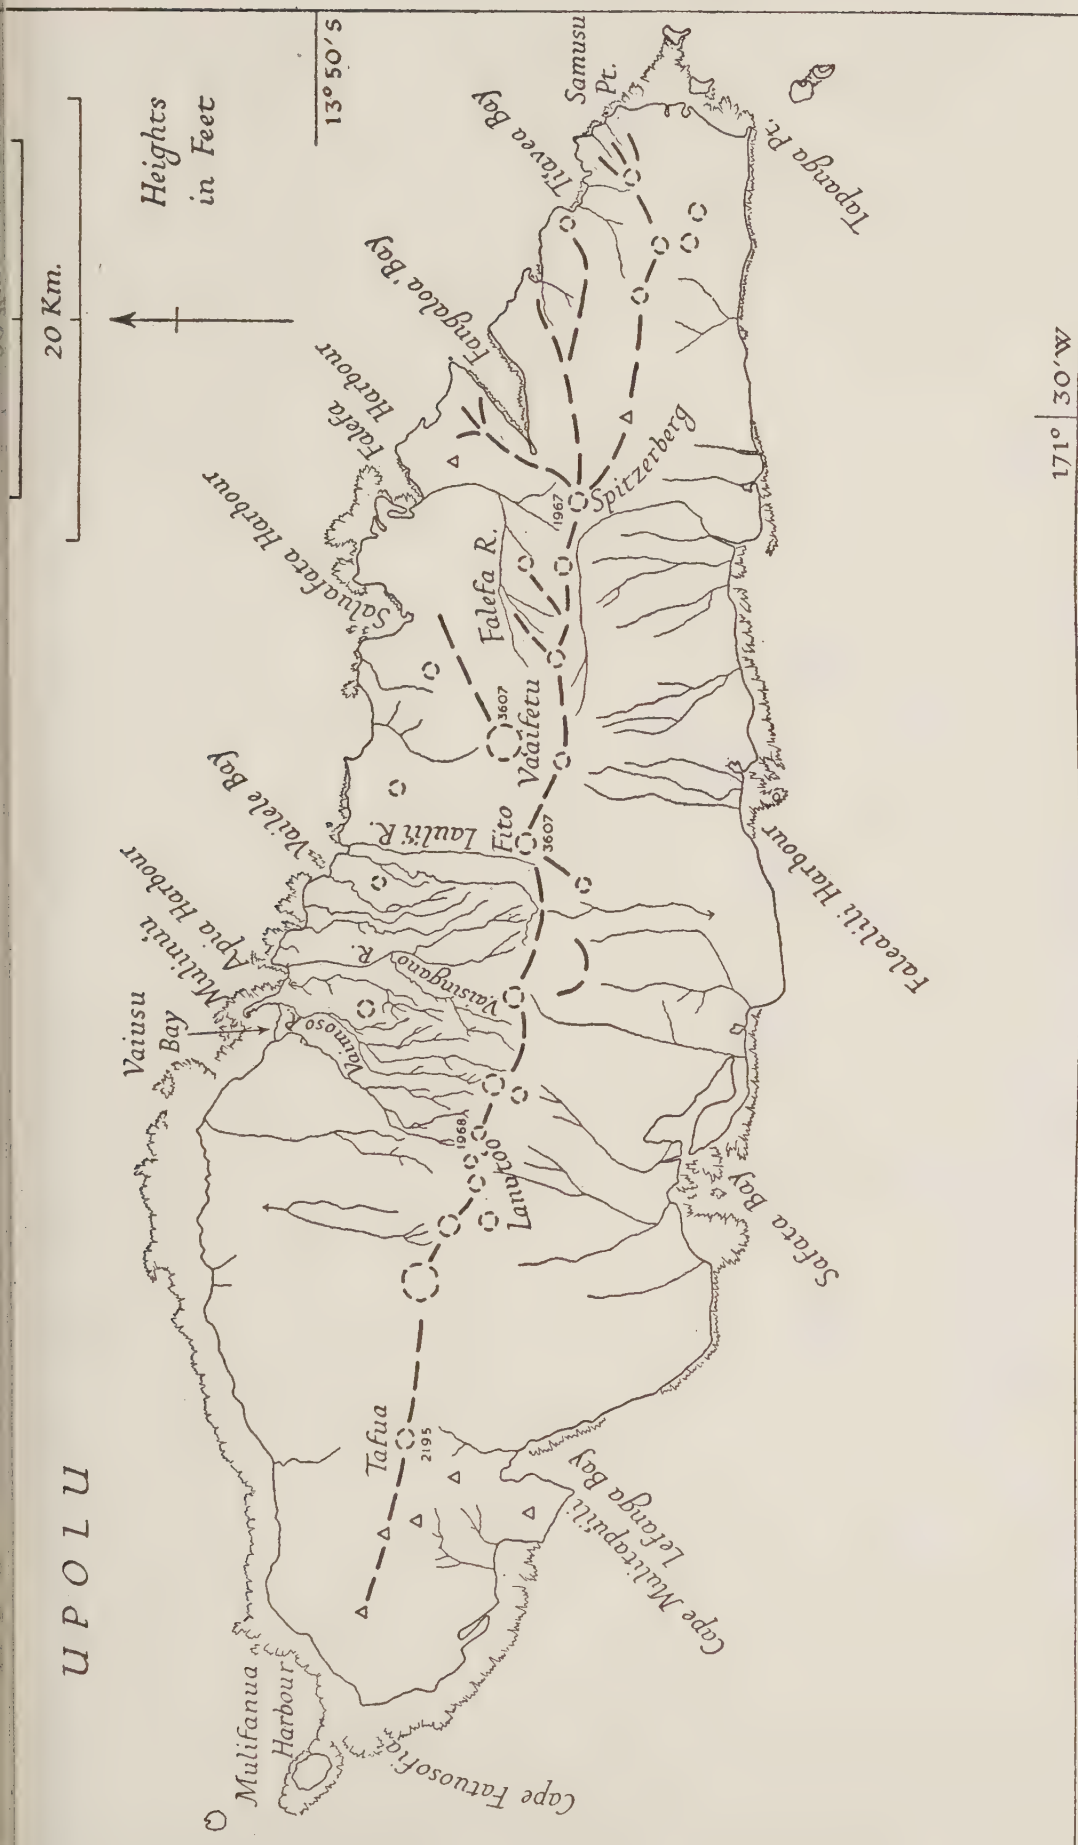 UPOLU
20 Km.
Heights
in Feet
13° 50′S
171° 30′W
Mulifanua
Harbour
Cape Fatuosofia
Tafua
2195
Cape Mulitapuili
Lefanga Bay
Vaiusu
Bay
Mulinuu
Apia Harbour
Vailele Bay
Vaimoso R.
Vaisingano
R.
Laulii R.
1968
Lanuto'o
Safata Bay
Fito
3607
Vaaifetu
3607
Falealili Harbour
Saluafata Harbour
Falefa
Harbour
Falefa R.
1967
Spitzerberg
Fangaloa Bay
Tiavea Bay
Samusu
Pt.
Tapanga Pt.